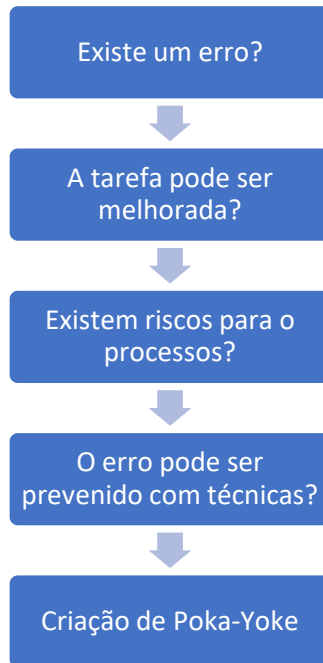 Existe um erro?
A tarefa pode ser
melhorada?
Existem riscos para o
processos?
O erro pode ser
prevenido com técnicas?
Criação de Poka-Yoke